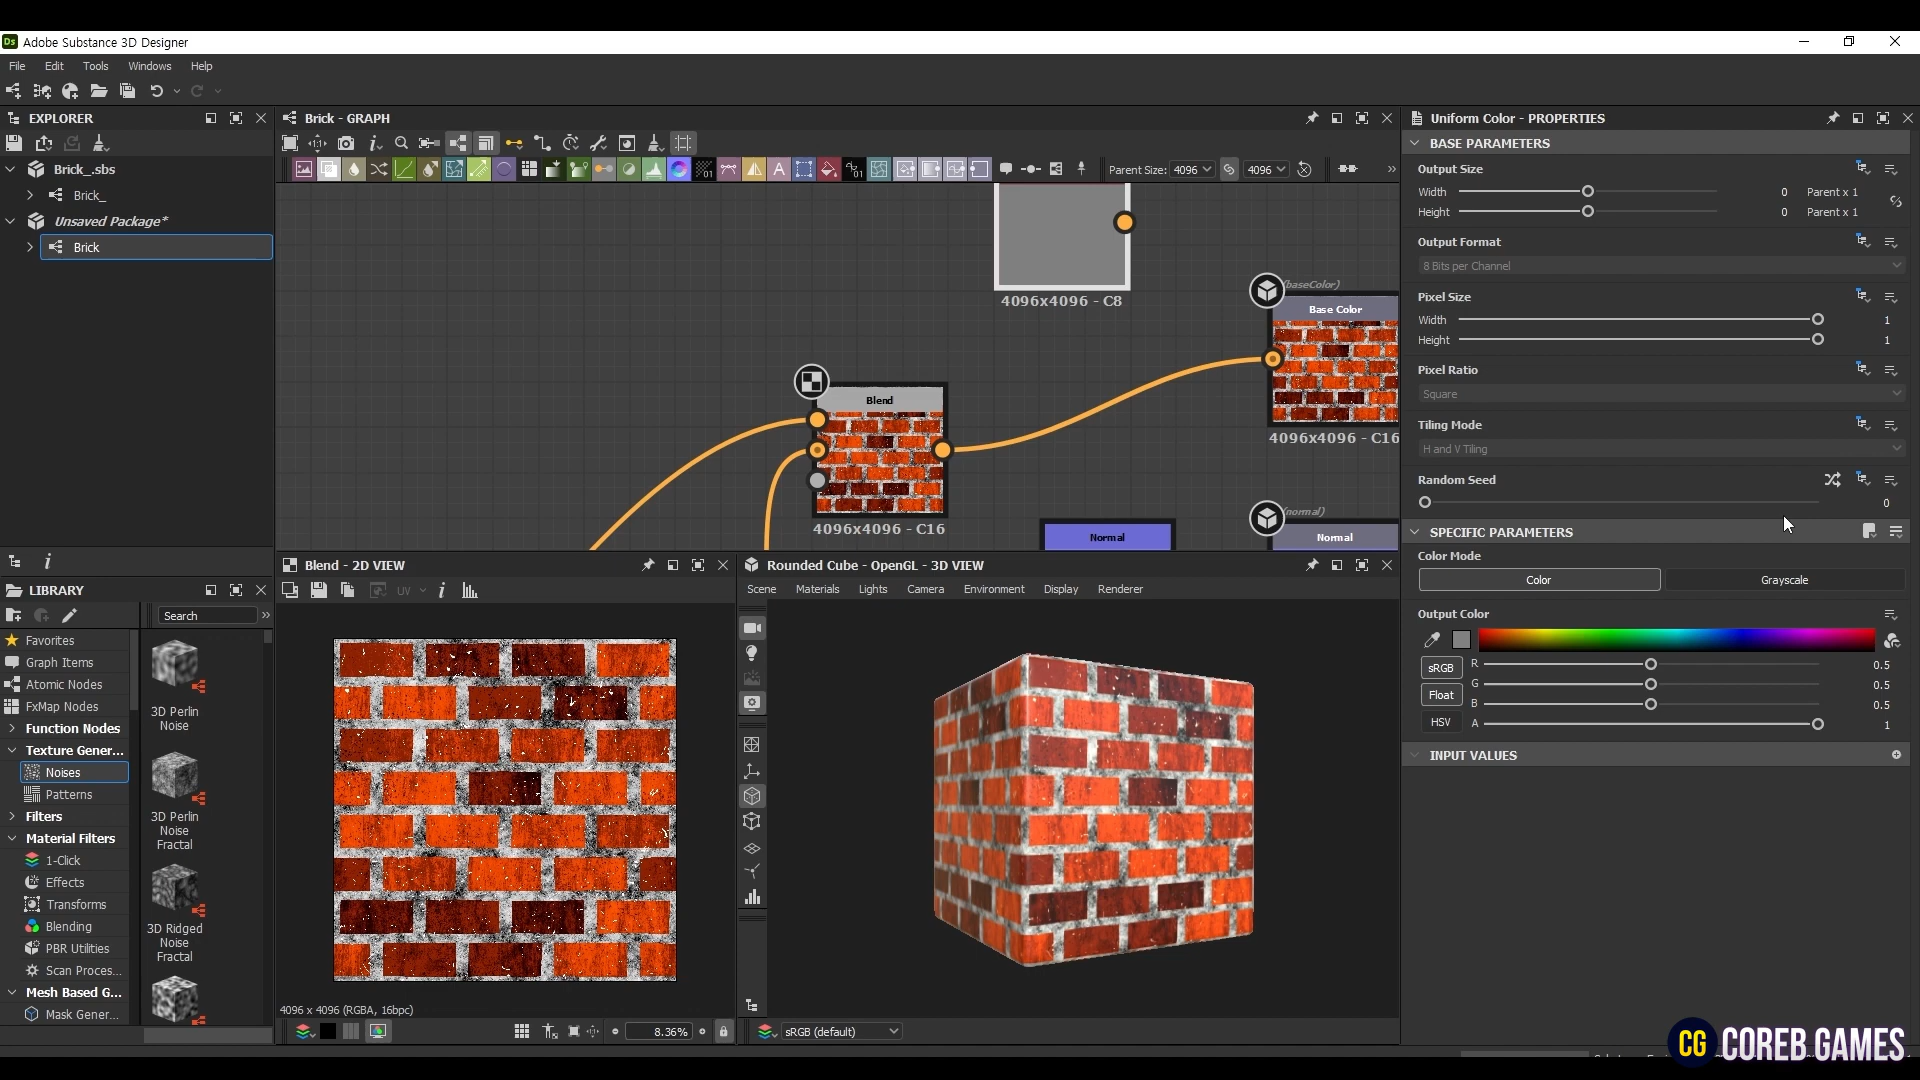 Ds Adobe Substance 3D Designer
File Edit Tools Windows Help
EXPLORER
Brick_.sbs
Brick_
Unsaved Package*
Brick
LIBRARY
Search
Favorites
Graph Items
Atomic Nodes
FxMap Nodes
Function Nodes
Texture Gener...
Noises
Patterns
Filters
Material Filters
1-Click
Effects
Transforms
Blending
PBR Utilities
Scan Proces...
Mesh Based G...
Mask Gener...
3D Perlin
Noise
3D Perlin
Noise
Fractal
3D Ridged
Noise
Fractal
Brick - GRAPH
Parent Size: 4096 4096
4096x4096 - C8
(baseColor)
Base Color
4096x4096 - C16
Blend
4096x4096 - C16
Normal
(normal)
Normal
Blend - 2D VIEW
UV
4096 x 4096 (RGBA, 16bpc)
8.36%
Rounded Cube - OpenGL - 3D VIEW
Scene Materials Lights Camera Environment Display Renderer
sRGB (default)
Uniform Color - PROPERTIES
BASE PARAMETERS
Output Size
Width 0 Parent x 1
Height 0 Parent x 1
Output Format
8 Bits per Channel
Pixel Size
Width 1
Height 1
Pixel Ratio
Square
Tiling Mode
H and V Tiling
Random Seed
0
SPECIFIC PARAMETERS
Color Mode
Color Grayscale
Output Color
sRGB R 0.5
Float G 0.5
B 0.5
HSV A 1
INPUT VALUES
CG COREB GAMES